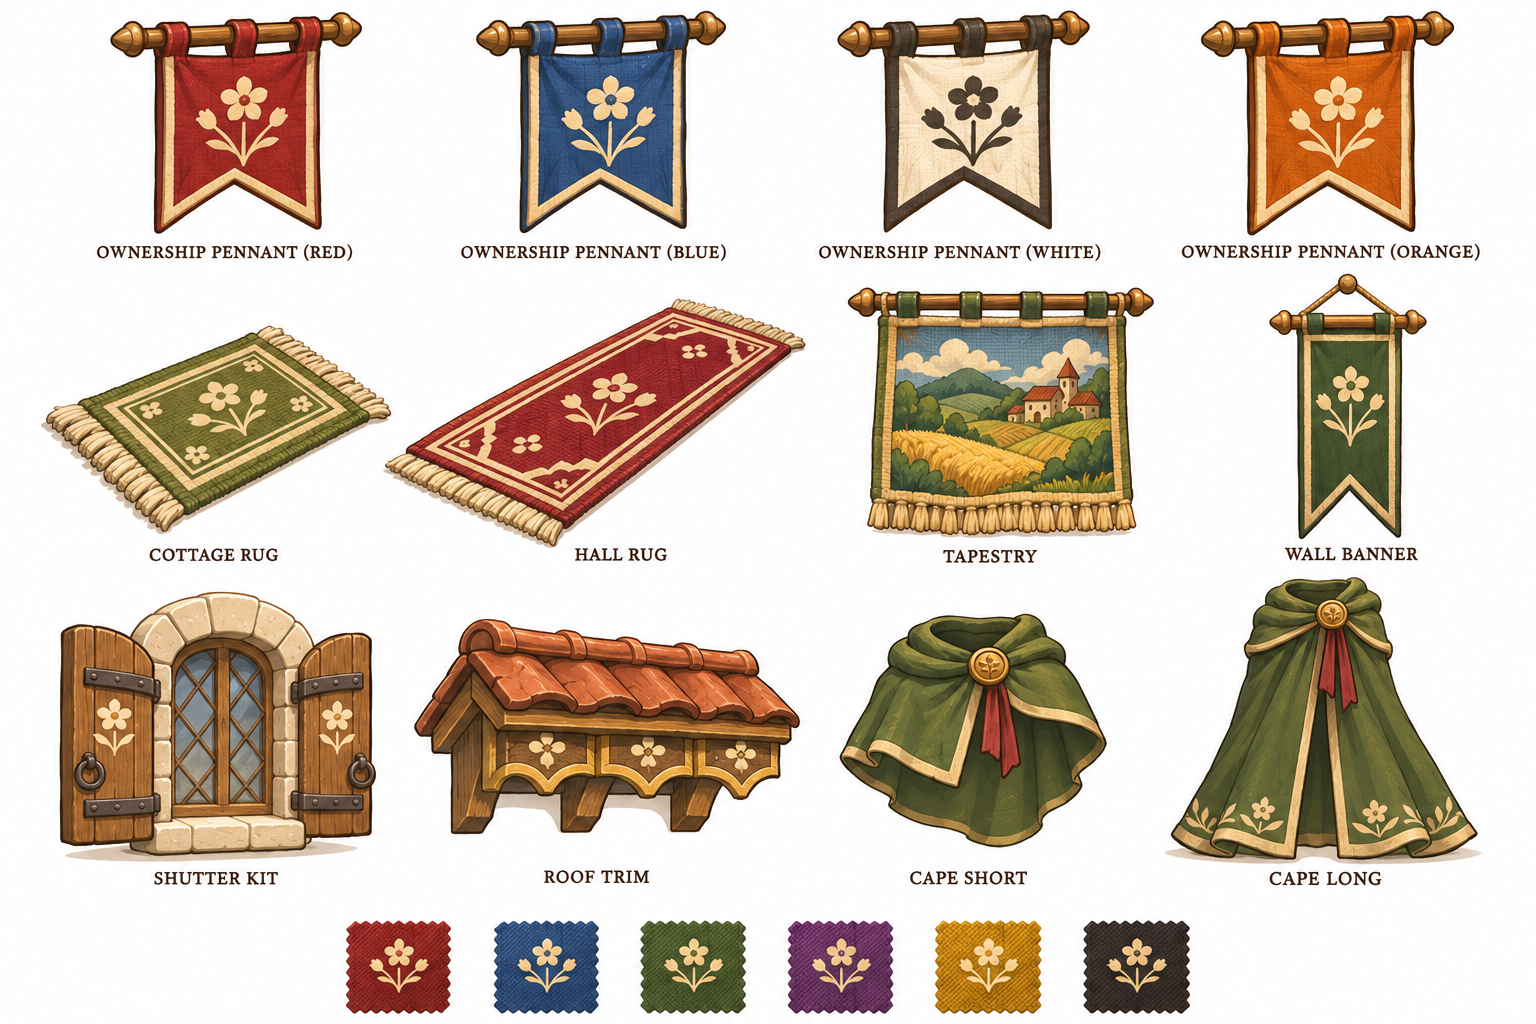 OWNERSHIP PENNANT (RED)
OWNERSHIP PENNANT (BLUE)
OWNERSHIP PENNANT (WHITE)
OWNERSHIP PENNANT (ORANGE)
COTTAGE RUG
HALL RUG
TAPESTRY
WALL BANNER
SHUTTER KIT
ROOF TRIM
CAPE SHORT
CAPE LONG